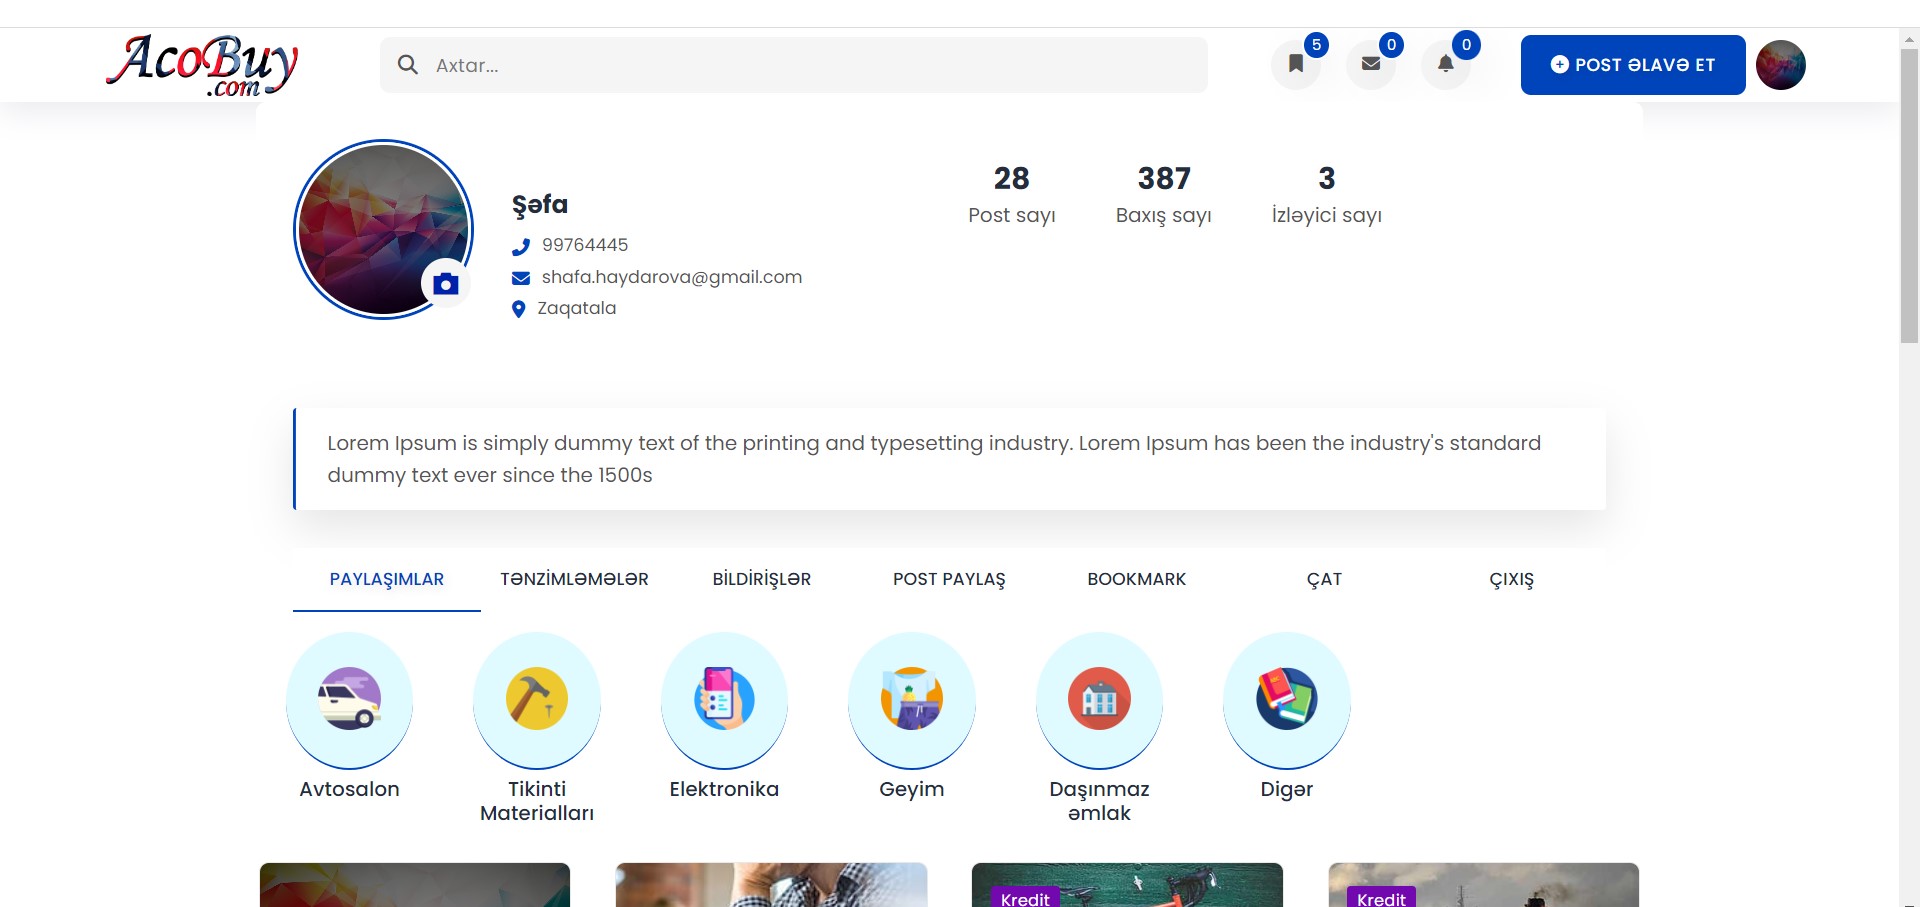 AcoBuy
.com
Axtar...
5
0
0
POST ƏLAVƏ ET
Şəfa
99764445
shafa.haydarova@gmail.com
Zaqatala
28
387
3
Post sayı
Baxış sayı
İzləyici sayı
Lorem Ipsum is simply dummy text of the printing and typesetting industry. Lorem Ipsum has been the industry's standard
dummy text ever since the 1500s
PAYLAŞIMLAR
TƏNZİMLƏMƏLƏR
BİLDİRİŞLƏR
POST PAYLAŞ
BOOKMARK
ÇAT
ÇIXIŞ
Avtosalon
Tikinti
Materialları
Elektronika
Geyim
Daşınmaz
əmlak
Digər
Kredit
Kredit